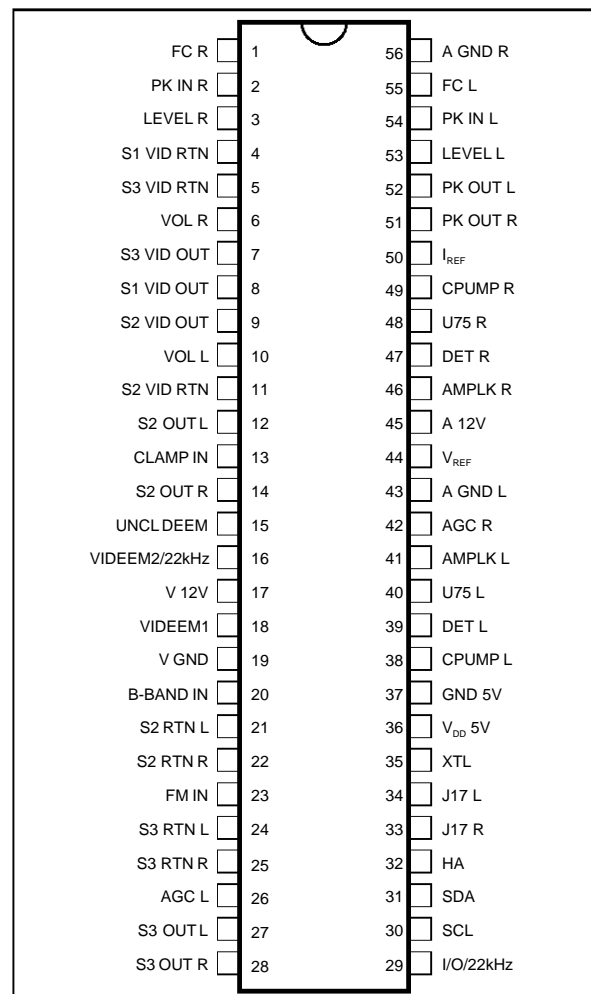 FC R 1 56 A GND R
PK IN R 2 55 FC L
LEVEL R 3 54 PK IN L
S1 VID RTN 4 53 LEVEL L
S3 VID RTN 5 52 PK OUT L
VOL R 6 51 PK OUT R
S3 VID OUT 7 50 IREF
S1 VID OUT 8 49 CPUMP R
S2 VID OUT 9 48 U75 R
VOL L 10 47 DET R
S2 VID RTN 11 46 AMPLK R
S2 OUT L 12 45 A 12V
CLAMP IN 13 44 VREF
S2 OUT R 14 43 A GND L
UNCL DEEM 15 42 AGC R
VIDEEM2/22kHz 16 41 AMPLK L
V 12V 17 40 U75 L
VIDEEM1 18 39 DET L
V GND 19 38 CPUMP L
B-BAND IN 20 37 GND 5V
S2 RTN L 21 36 VDD 5V
S2 RTN R 22 35 XTL
FM IN 23 34 J17 L
S3 RTN L 24 33 J17 R
S3 RTN R 25 32 HA
AGC L 26 31 SDA
S3 OUT L 27 30 SCL
S3 OUT R 28 29 I/O/22kHz